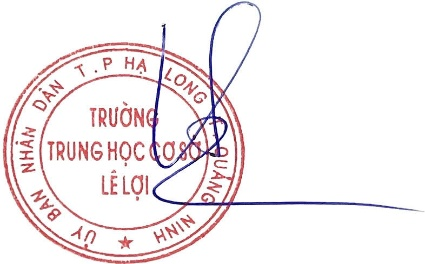 ỦY BAN NHÂN DÂN T.P HẠ LONG T. QUẢNG NINH
TRƯỜNG
TRUNG HỌC CƠ SỞ
LÊ LỢI